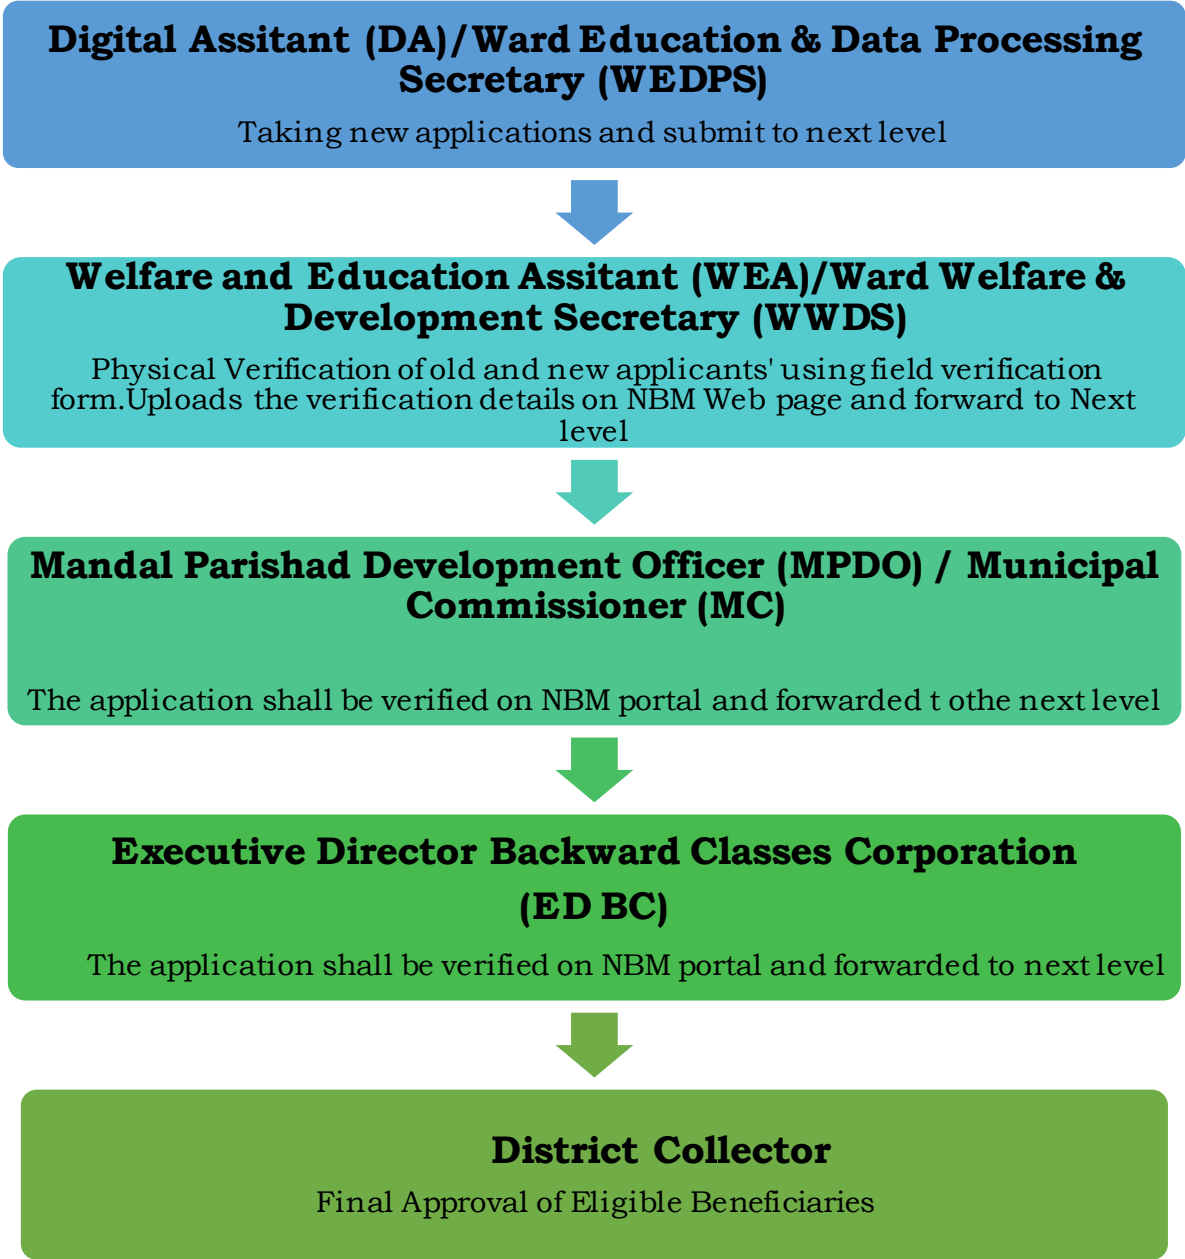 Digital Assitant (DA)/Ward Education & Data Processing
Secretary (WEDPS)
Taking new applications and submit to next level
Welfare and Education Assitant (WEA)/Ward Welfare &
Development Secretary (WWDS)
Physical Verification of old and new applicants' using field verification
form.Uploads the verification details on NBM Web page and forward to Next
level
Mandal Parishad Development Officer (MPDO) / Municipal
Commissioner (MC)
The application shall be verified on NBM portal and forwarded t othe next level
Executive Director Backward Classes Corporation
(ED BC)
The application shall be verified on NBM portal and forwarded to next level
District Collector
Final Approval of Eligible Beneficiaries